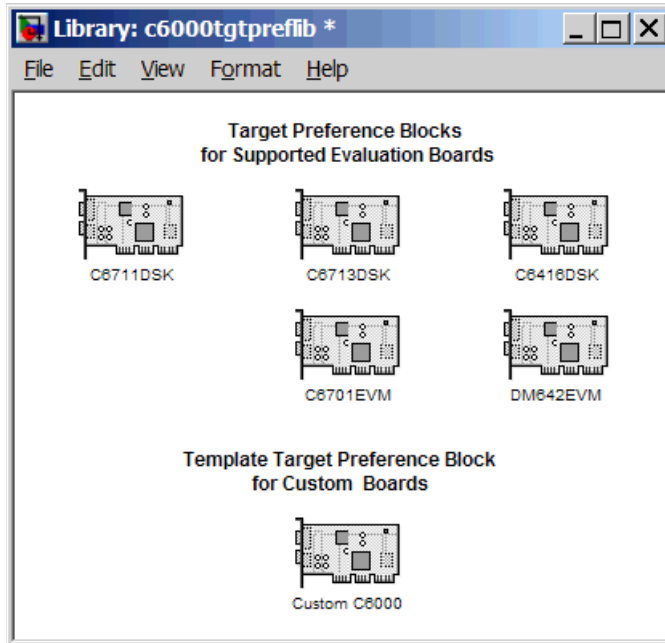 Library: c6000tgtpreflib *
File Edit View Format Help
Target Preference Blocks
for Supported Evaluation Boards
C6711DSK C6713DSK C6416DSK
C6701EVM DM642EVM
Template Target Preference Block
for Custom Boards
Custom C6000